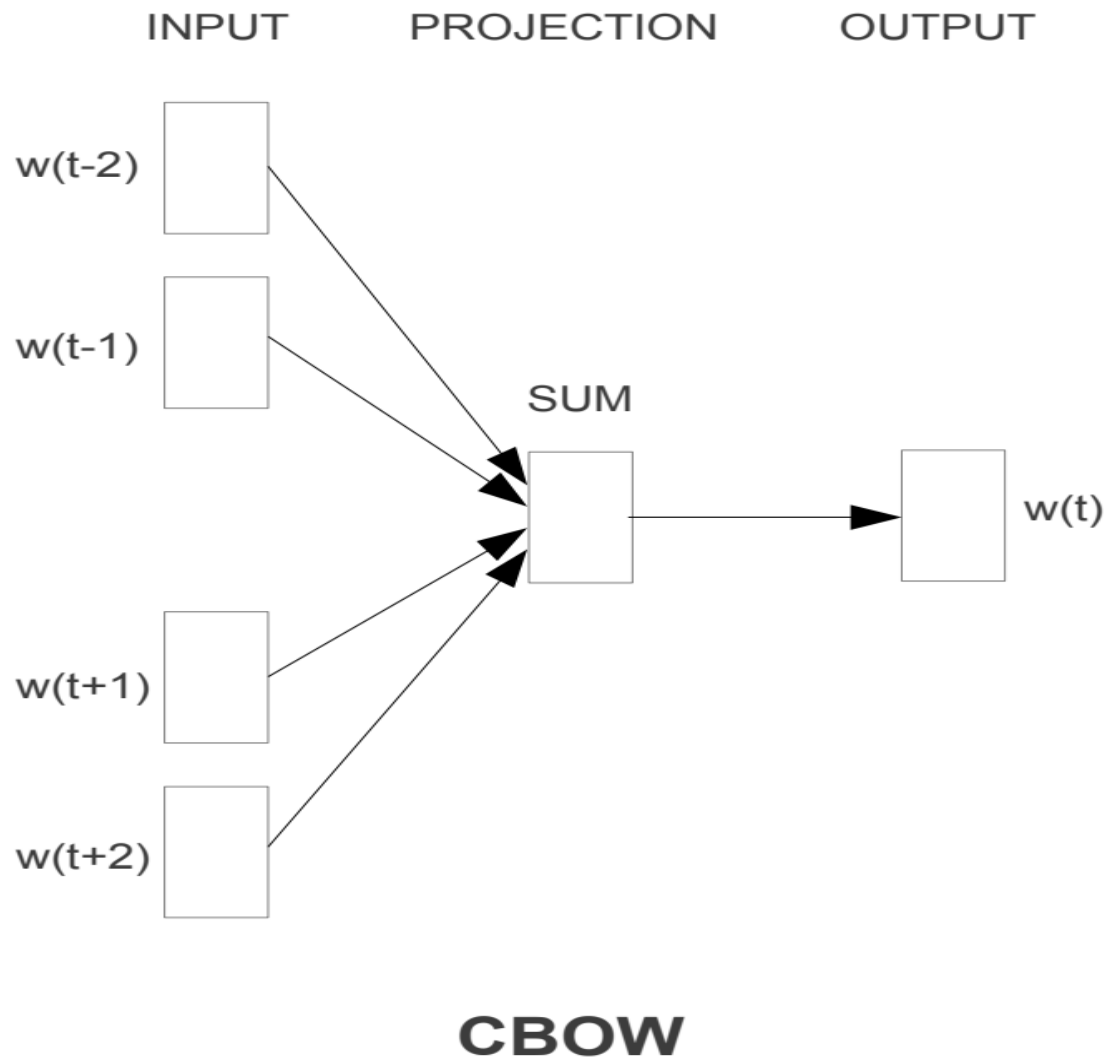 INPUT PROJECTION OUTPUT
w(t-2)
w(t-1)
SUM
w(t)
w(t+1)
w(t+2)
CBOW